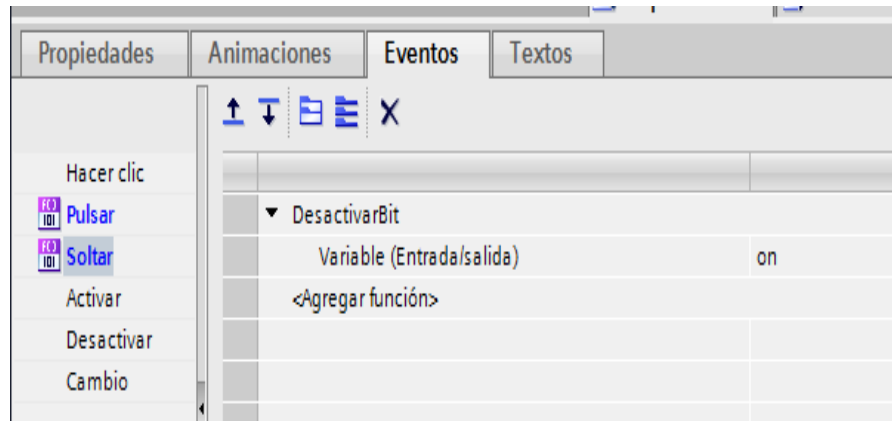 Propiedades Animaciones Eventos Textos
Hacer clic
Pulsar
Soltar
Activar
Desactivar
Cambio
DesactivarBit
Variable (Entrada/salida) on
<Agregar función>